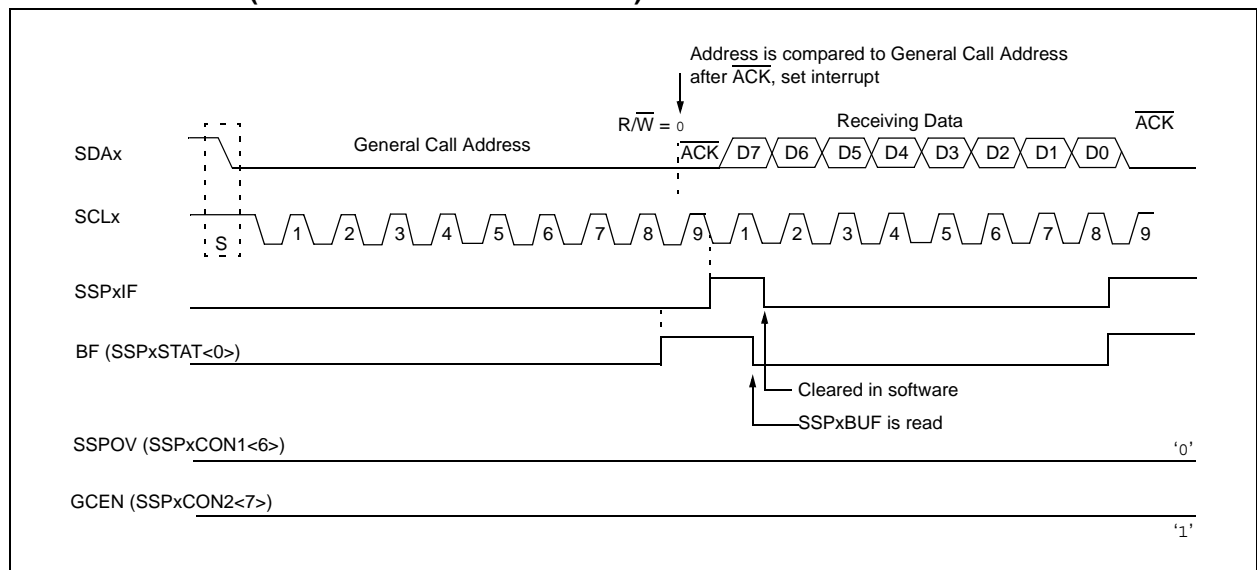 Address is compared to General Call Address
after ACK, set interrupt
R/W = 0
Receiving Data
ACK
SDAx
General Call Address
ACK D7 D6 D5 D4 D3 D2 D1 D0
SCLx
S 1 2 3 4 5 6 7 8 9 1 2 3 4 5 6 7 8 9
SSPxIF
BF (SSPxSTAT<0>)
Cleared in software
SSPxBUF is read
SSPOV (SSPxCON1<6>)
‘0’
GCEN (SSPxCON2<7>)
‘1’